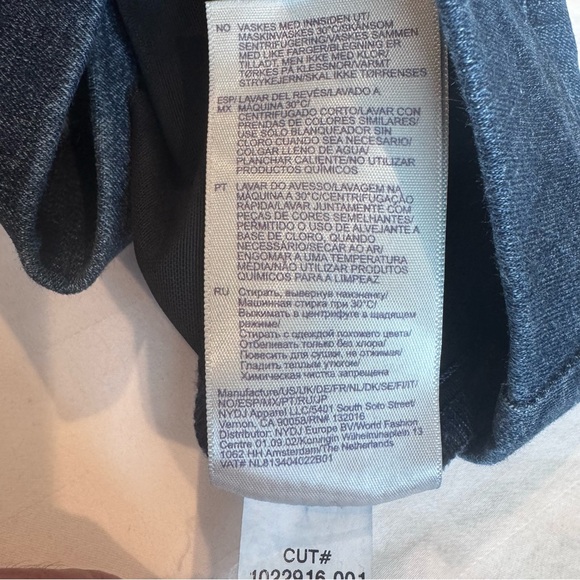 NO VASKES MED INNSIDEN UT/
MASKINVASKES 30°C/SKÅNSOM
SENTRIFUGERING/VASKES SAMMEN
MED LIKE FARGER/BLEGNING ER
TILLADT, MEN IKKE MED KLOR/
TØRKES PÅ KLESSNOR/VARMT
STRYKEJERN/SKAL IKKE TØRRENSES
ESP/ LAVAR DEL REVÉS/LAVADO A
MX MÁQUINA 30°C/
CENTRIFUGADO CORTO/LAVAR CON
PRENDAS DE COLORES SIMILARES/
USE SÓLO BLANQUEADOR SIN
CLORO CUANDO SEA NECESARIO/
COLGAR LLENO DE AGUA/
PLANCHAR CALIENTE/NO UTILIZAR
PRODUCTOS QUÍMICOS
PT LAVAR DO AVESSO/LAVAGEM NA
MÁQUINA A 30°C/CENTRIFUGAÇÃO
RÁPIDA/LAVAR JUNTAMENTE COM
PEÇAS DE CORES SEMELHANTES/
PERMITIDO O USO DE ALVEJANTE A
BASE DE CLORO, QUANDO
NECESSÁRIO/SECAR AO AR/
ENGOMAR A UMA TEMPERATURA
MÉDIA/NÃO UTILIZAR PRODUTOS
QUÍMICOS PARA A LIMPEAZ
RU Стирать, вывернув наизнанку/
Машинная стирка при 30°C/
Выжимать в центрифуге в щадящем
режиме/
Стирать с одеждой похожего цвета/
Отбеливать только без хлора/
Повесить для сушки, не отжимая/
Гладить теплым утюгом/
Химическая чистка запрещена
Manufacture/US/UK/DE/FR/NL/DK/SE/FI/IT/
NO/ESP/MX/PT/RU/JP
NYDJ Apparel LLC/5401 South Soto Street/
Vernon, CA 90058/RN# 132016
Distributor: NYDJ Europe BV/World Fashion
Centre 01.09.02/Koningin Wilhelminaplein 13
1062 HH Amsterdam/The Netherlands
VAT# NL813404022B01
CUT#
1022916-001